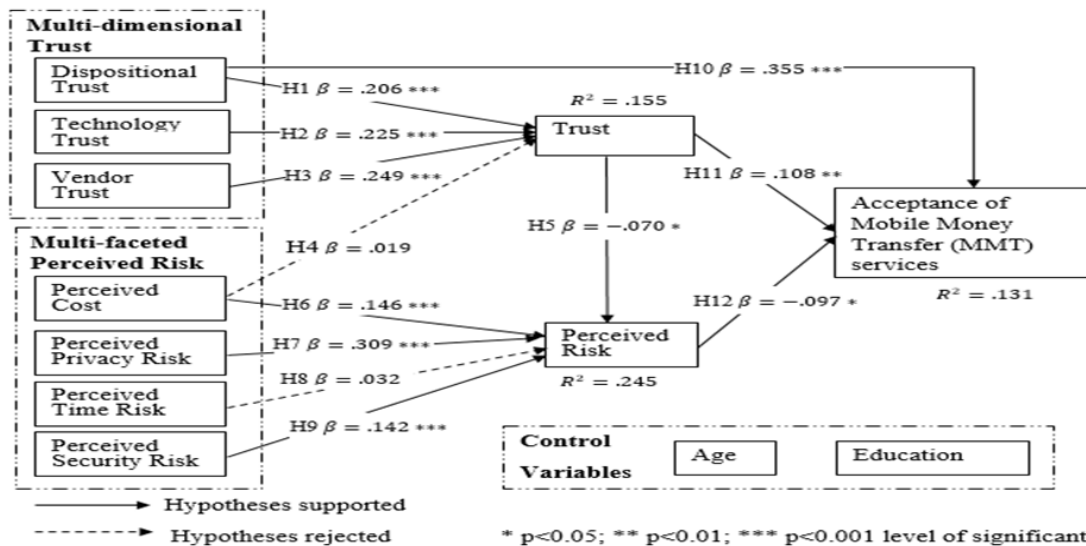 Multi-dimensional
Trust
Dispositional
Trust
H10 β = .355 ***
H1 β = .206 ***
R² = .155
Technology
Trust
H2 β = .225 ***
Trust
Vendor
Trust
H3 β = .249 ***
H11 β = .108 **
Acceptance of
Mobile Money
Transfer (MMT)
services
R² = .131
H5 β = −.070 *
Multi-faceted
Perceived Risk
H4 β = .019
Perceived
Cost
H6 β = .146 ***
H12 β = −.097 *
Perceived
Privacy Risk
H7 β = .309 ***
Perceived
Risk
R² = .245
H8 β = .032
Perceived
Time Risk
H9 β = .142 ***
Perceived
Security Risk
Control
Variables
Age
Education
Hypotheses supported
Hypotheses rejected
* p<0.05; ** p<0.01; *** p<0.001 level of significant